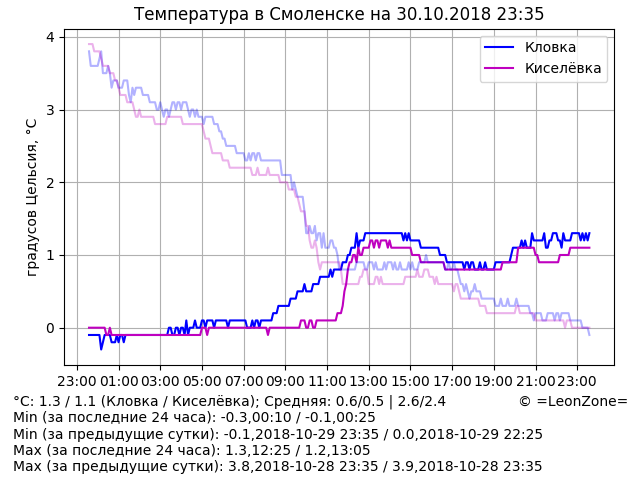 Температура в Смоленске на 30.10.2018 23:35
Кловка
Киселёвка
градусов Цельсия, °C
4
3
2
1
0
23:00 01:00 03:00 05:00 07:00 09:00 11:00 13:00 15:00 17:00 19:00 21:00 23:00
°C: 1.3 / 1.1 (Кловка / Киселёвка); Средняя: 0.6/0.5 | 2.6/2.4
© =LeonZone=
Min (за последние 24 часа): -0.3,00:10 / -0.1,00:25
Min (за предыдущие сутки): -0.1,2018-10-29 23:35 / 0.0,2018-10-29 22:25
Max (за последние 24 часа): 1.3,12:25 / 1.2,13:05
Max (за предыдущие сутки): 3.8,2018-10-28 23:35 / 3.9,2018-10-28 23:35